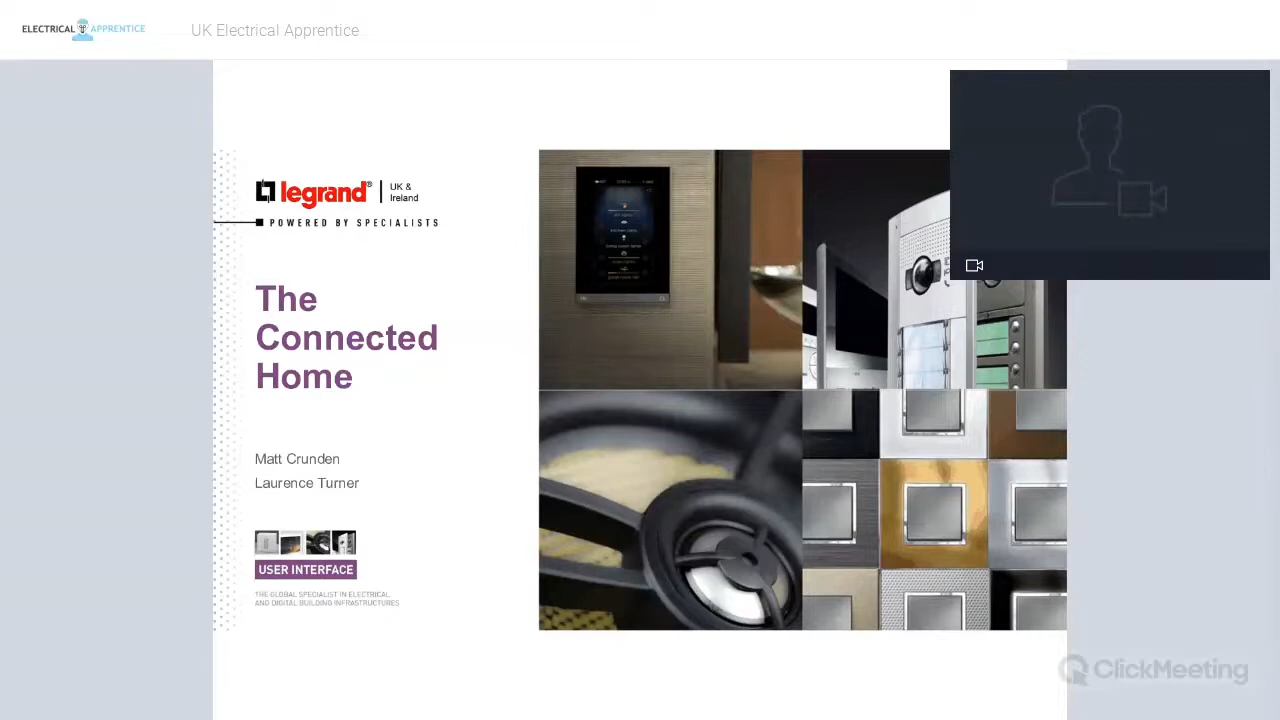 ELECTRICAL APPRENTICE
UK Electrical Apprentice
legrand®
UK &
Ireland
POWERED BY SPECIALISTS
The
Connected
Home
Matt Crunden
Laurence Turner
USER INTERFACE
THE GLOBAL SPECIALIST IN ELECTRICAL
AND DIGITAL BUILDING INFRASTRUCTURES
ClickMeeting